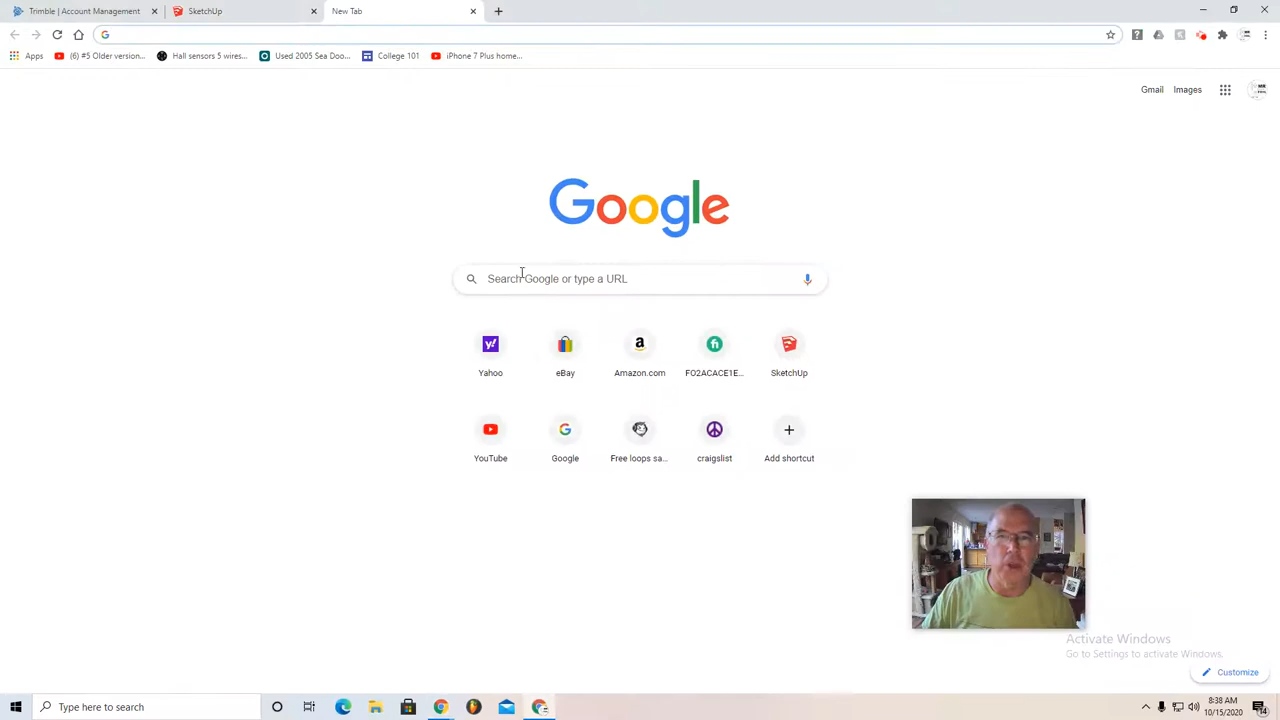 Trimble | Account Management
SketchUp
New Tab
Apps
(6) #5 Older version...
Hall sensors 5 wires...
Used 2005 Sea Doo...
College 101
iPhone 7 Plus home...
Gmail
Images
Google
Search Google or type a URL
Yahoo
eBay
Amazon.com
FO2ACACE1E...
SketchUp
YouTube
Google
Free loops sa...
craigslist
Add shortcut
Activate Windows
Go to Settings to activate Windows.
Customize
Type here to search
8:38 AM
10/15/2020